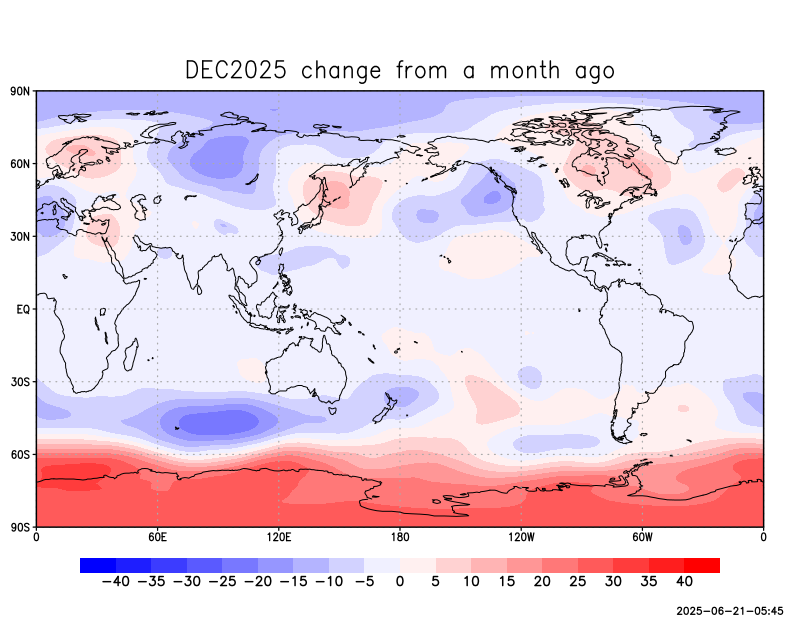 DEC2025 change from a month ago
90N
60N
30N
EQ
30S
60S
90S
0 60E 120E 180 120W 60W 0
−40 −35 −30 −25 −20 −15 −10 −5 0 5 10 15 20 25 30 35 40
2025-06-21-05:45